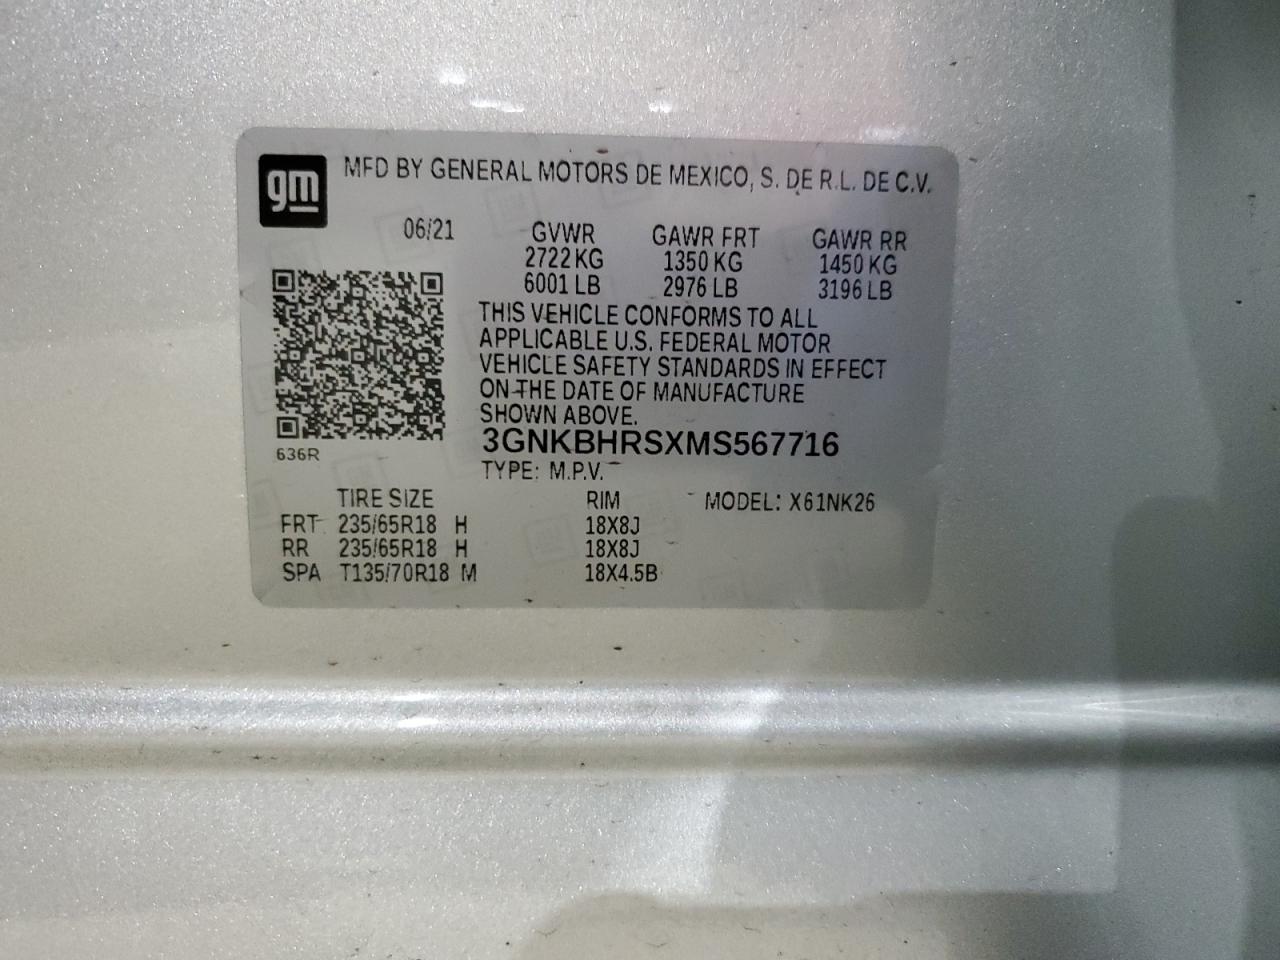 gm
MFD BY GENERAL MOTORS DE MEXICO, S. DE R.L. DE C.V.
06/21 GVWR GAWR FRT GAWR RR
2722 KG 1350 KG 1450 KG
6001 LB 2976 LB 3196 LB
THIS VEHICLE CONFORMS TO ALL
APPLICABLE U.S. FEDERAL MOTOR
VEHICLE SAFETY STANDARDS IN EFFECT
ON THE DATE OF MANUFACTURE
SHOWN ABOVE.
3GNKBHRSXMS567716
636R
TYPE: M.P.V.
TIRE SIZE RIM MODEL: X61NK26
FRT 235/65R18 H 18X8J
RR 235/65R18 H 18X8J
SPA T135/70R18 M 18X4.5B